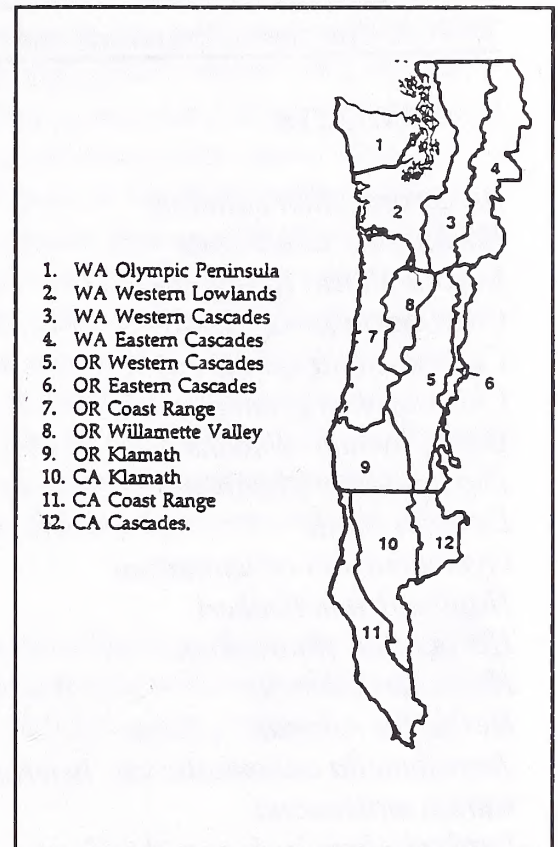 1. WA Olympic Peninsula
2. WA Western Lowlands
3. WA Western Cascades
4. WA Eastern Cascades
5. OR Western Cascades
6. OR Eastern Cascades
7. OR Coast Range
8. OR Willamette Valley
9. OR Klamath
10. CA Klamath
11. CA Coast Range
12. CA Cascades.
1
4
2
3
8
7
5
6
9
10
12
11